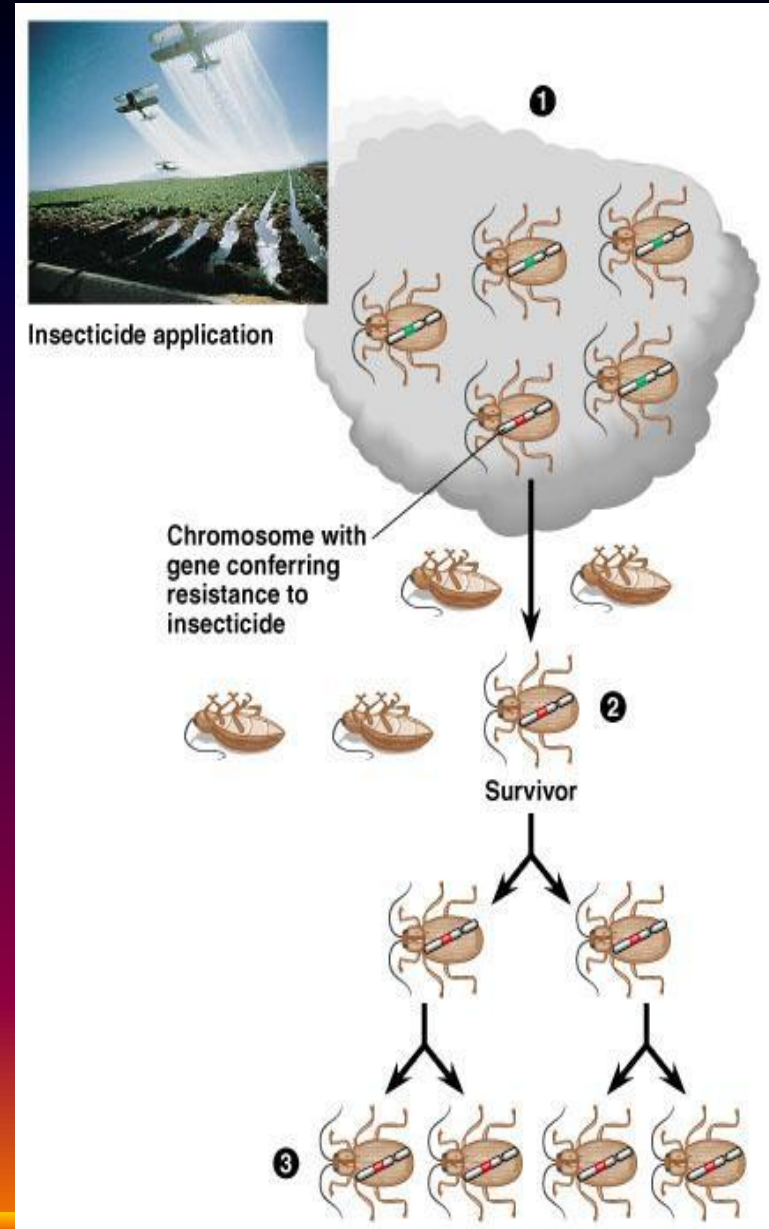 1
Insecticide application
Chromosome with
gene conferring
resistance to
insecticide
2
Survivor
3